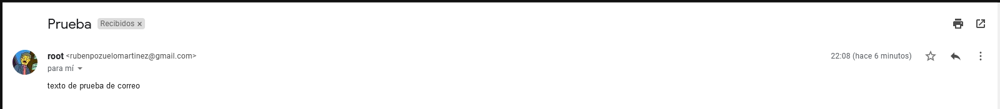 Prueba Recibidos ×
root <rubenpozuelomartinez@gmail.com> 22:08 (hace 6 minutos)
para mí
texto de prueba de correo